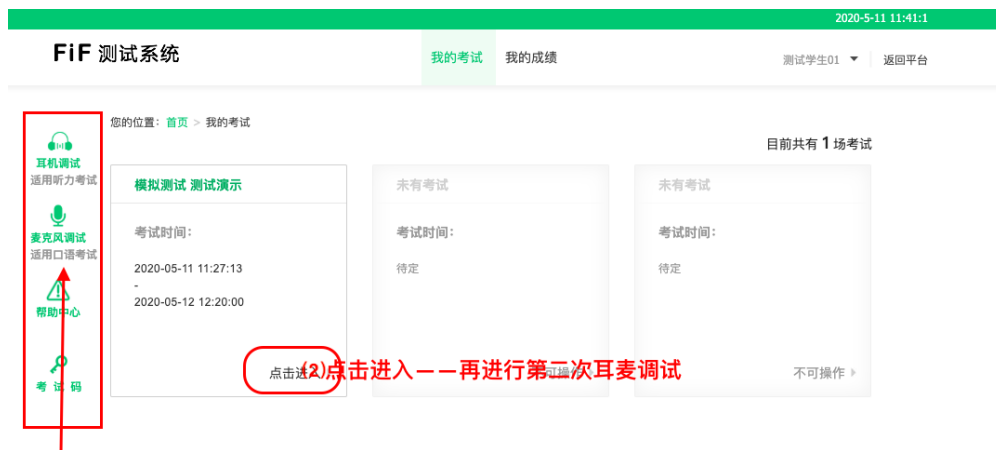 2020-5-11 11:41:1
FiF 测试系统
我的考试
我的成绩
测试学生01
返回平台
您的位置：首页 > 我的考试
目前共有 1 场考试
耳机调试
适用听力考试
麦克风调试
适用口语考试
帮助中心
考 试 码
模拟测试 测试演示
考试时间：
2020-05-11 11:27:13
-
2020-05-12 12:20:00
点击进入
(2)点击进入——再进行第二次耳麦调试
未有考试
考试时间：
待定
不可操作
未有考试
考试时间：
待定
不可操作